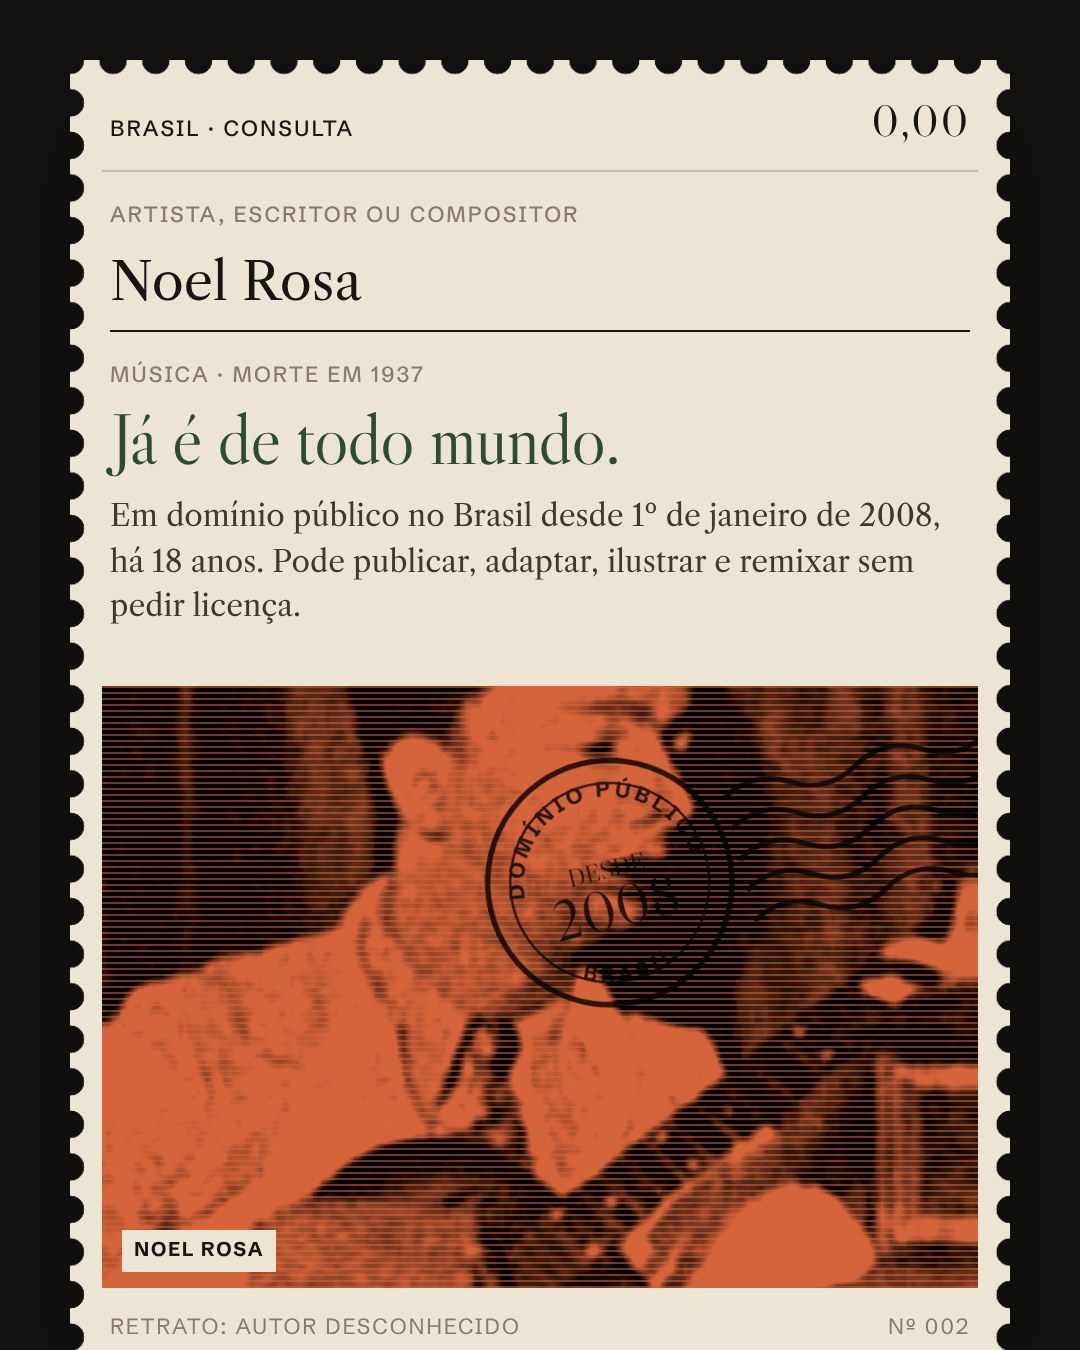 BRASIL · CONSULTA
0,00
ARTISTA, ESCRITOR OU COMPOSITOR
Noel Rosa
MÚSICA · MORTE EM 1937
Já é de todo mundo.
Em domínio público no Brasil desde 1º de janeiro de 2008,
há 18 anos. Pode publicar, adaptar, ilustrar e remixar sem
pedir licença.
DOMÍNIO PÚBLICO
DESDE
2008
BRASIL
NOEL ROSA
RETRATO: AUTOR DESCONHECIDO
Nº 002